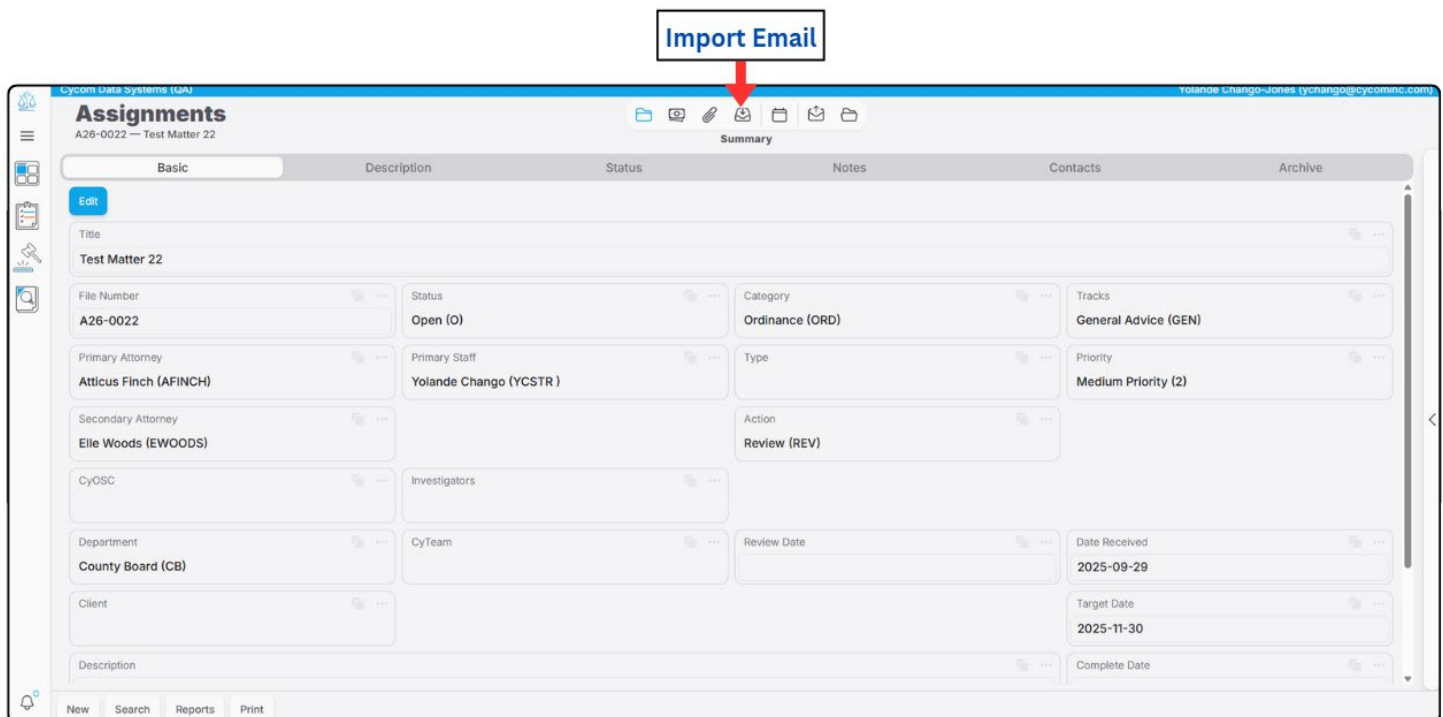 Import Email
Cycom Data Systems (QA)
Yolande Chango-Jones (ychango@cycominc.com)
Assignments
A26-0022 — Test Matter 22
Summary
Basic Description Status Notes Contacts Archive
Edit
Title
Test Matter 22
File Number Status Category Tracks
A26-0022 Open (O) Ordinance (ORD) General Advice (GEN)
Primary Attorney Primary Staff Type Priority
Atticus Finch (AFINCH) Yolande Chango (YCSTR ) Medium Priority (2)
Secondary Attorney Action
Elle Woods (EWOODS) Review (REV)
CyOSC Investigators
Department CyTeam Review Date Date Received
County Board (CB) 2025-09-29
Client Target Date
2025-11-30
Description Complete Date
New Search Reports Print